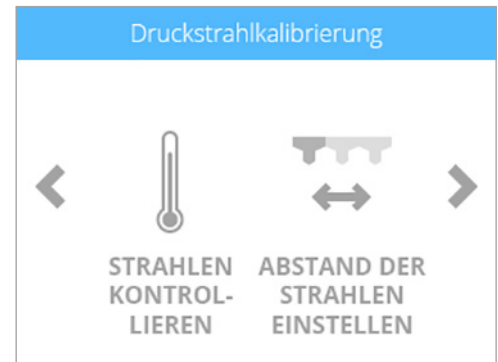 Druckstrahlkalibrierung
STRAHLEN
KONTROL-
LIEREN
ABSTAND DER
STRAHLEN
EINSTELLEN